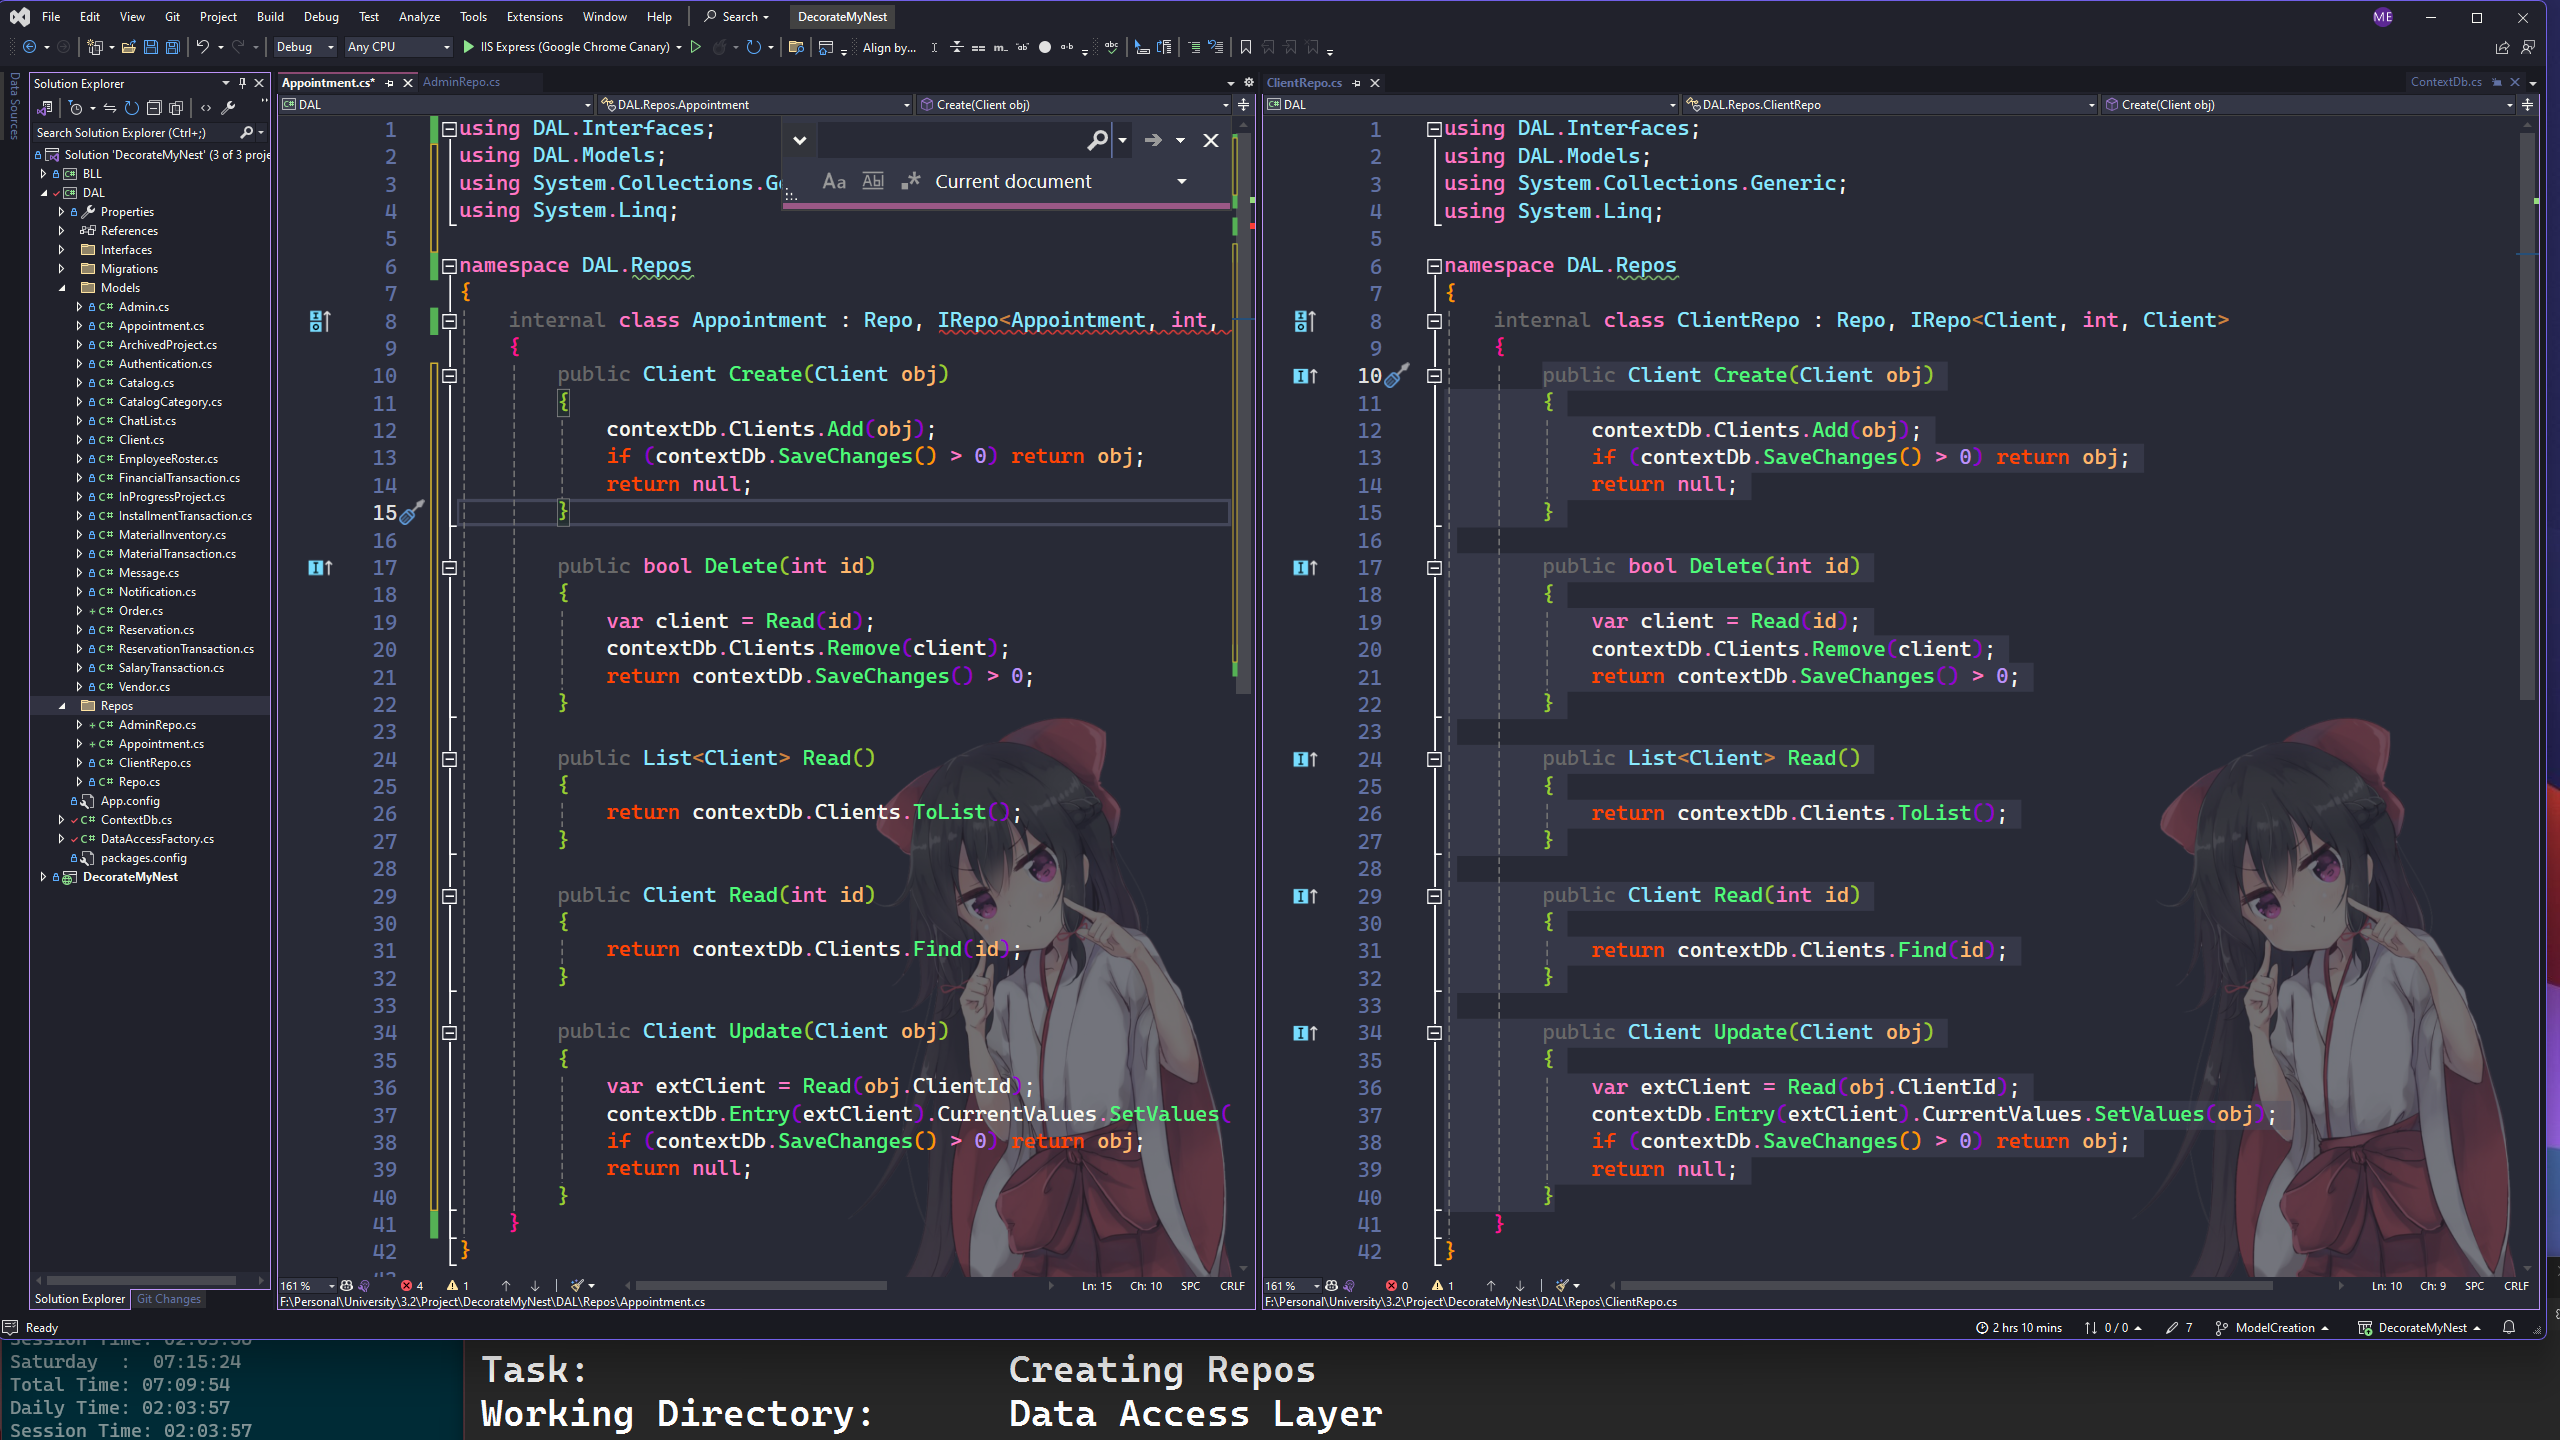 File Edit View Git Project Build Debug Test Analyze Tools Extensions Window Help Search DecorateMyNest ME
Debug Any CPU IIS Express (Google Chrome Canary) Align by...
Data Sources
Solution Explorer
Search Solution Explorer (Ctrl+;)
Solution 'DecorateMyNest' (3 of 3 proje
BLL
DAL
Properties
References
Interfaces
Migrations
Models
C# Admin.cs
C# Appointment.cs
C# ArchivedProject.cs
C# Authentication.cs
C# Catalog.cs
C# CatalogCategory.cs
C# ChatList.cs
C# Client.cs
C# EmployeeRoster.cs
C# FinancialTransaction.cs
C# InProgressProject.cs
C# InstallmentTransaction.cs
C# MaterialInventory.cs
C# MaterialTransaction.cs
C# Message.cs
C# Notification.cs
+ C# Order.cs
C# Reservation.cs
C# ReservationTransaction.cs
C# SalaryTransaction.cs
C# Vendor.cs
Repos
+ C# AdminRepo.cs
+ C# Appointment.cs
C# ClientRepo.cs
C# Repo.cs
App.config
C# ContextDb.cs
C# DataAccessFactory.cs
packages.config
DecorateMyNest
Solution Explorer Git Changes
Appointment.cs* AdminRepo.cs
DAL DAL.Repos.Appointment Create(Client obj)
Aa Abl .* Current document
1 using DAL.Interfaces;
2 using DAL.Models;
3 using System.Collections.Ge
4 using System.Linq;
5
6 namespace DAL.Repos
7 {
8 internal class Appointment : Repo, IRepo<Appointment, int,
9 {
10 public Client Create(Client obj)
11 {
12 contextDb.Clients.Add(obj);
13 if (contextDb.SaveChanges() > 0) return obj;
14 return null;
15 }
16
17 public bool Delete(int id)
18 {
19 var client = Read(id);
20 contextDb.Clients.Remove(client);
21 return contextDb.SaveChanges() > 0;
22 }
23
24 public List<Client> Read()
25 {
26 return contextDb.Clients.ToList();
27 }
28
29 public Client Read(int id)
30 {
31 return contextDb.Clients.Find(id);
32 }
33
34 public Client Update(Client obj)
35 {
36 var extClient = Read(obj.ClientId);
37 contextDb.Entry(extClient).CurrentValues.SetValues(
38 if (contextDb.SaveChanges() > 0) return obj;
39 return null;
40 }
41 }
42 }
161 % 4 1 Ln: 15 Ch: 10 SPC CRLF
F:\Personal\University\3.2\Project\DecorateMyNest\DAL\Repos\Appointment.cs
ClientRepo.cs ContextDb.cs
DAL DAL.Repos.ClientRepo Create(Client obj)
1 using DAL.Interfaces;
2 using DAL.Models;
3 using System.Collections.Generic;
4 using System.Linq;
5
6 namespace DAL.Repos
7 {
8 internal class ClientRepo : Repo, IRepo<Client, int, Client>
9 {
10 public Client Create(Client obj)
11 {
12 contextDb.Clients.Add(obj);
13 if (contextDb.SaveChanges() > 0) return obj;
14 return null;
15 }
16
17 public bool Delete(int id)
18 {
19 var client = Read(id);
20 contextDb.Clients.Remove(client);
21 return contextDb.SaveChanges() > 0;
22 }
23
24 public List<Client> Read()
25 {
26 return contextDb.Clients.ToList();
27 }
28
29 public Client Read(int id)
30 {
31 return contextDb.Clients.Find(id);
32 }
33
34 public Client Update(Client obj)
35 {
36 var extClient = Read(obj.ClientId);
37 contextDb.Entry(extClient).CurrentValues.SetValues(obj);
38 if (contextDb.SaveChanges() > 0) return obj;
39 return null;
40 }
41 }
42 }
161 % 0 1 Ln: 10 Ch: 9 SPC CRLF
F:\Personal\University\3.2\Project\DecorateMyNest\DAL\Repos\ClientRepo.cs
Ready 2 hrs 10 mins 0 / 0 7 ModelCreation DecorateMyNest
Saturday : 07:15:24
Total Time: 07:09:54
Daily Time: 02:03:57
Session Time: 02:03:57
Task: Creating Repos
Working Directory: Data Access Layer